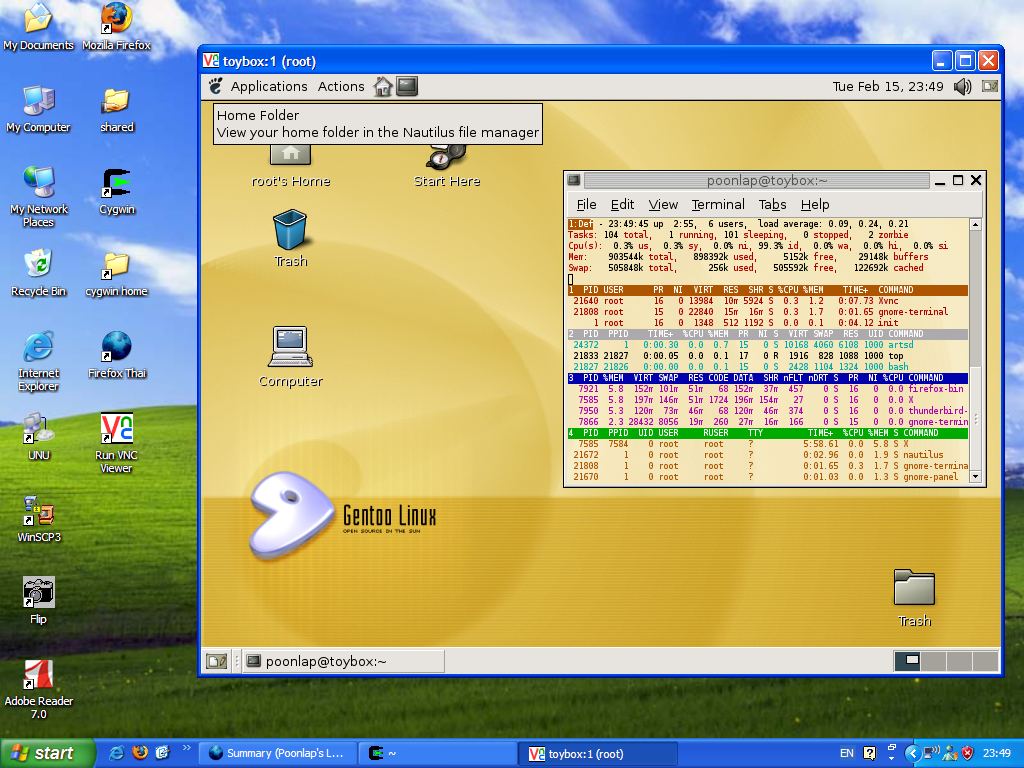 My Documents
Mozilla Firefox
My Computer
shared
My Network
Places
Cygwin
Recycle Bin
cygwin home
Internet
Explorer
Firefox Thai
UNU
Run VNC
Viewer
WinSCP3
Flip
Adobe Reader
7.0
toybox:1 (root)
Applications Actions
Tue Feb 15, 23:49
Home Folder
View your home folder in the Nautilus file manager
root's Home
Start Here
Trash
Computer
Gentoo Linux
OPEN SOURCE IN THE SUN
Trash
poonlap@toybox:~
File Edit View Terminal Tabs Help
1:Def - 23:49:45 up 2:55, 6 users, load average: 0.09, 0.24, 0.21
Tasks: 104 total, 1 running, 101 sleeping, 0 stopped, 2 zombie
Cpu(s): 0.3% us, 0.3% sy, 0.0% ni, 99.3% id, 0.0% wa, 0.0% hi, 0.0% si
Mem: 903544k total, 898392k used, 5152k free, 29148k buffers
Swap: 505848k total, 256k used, 505592k free, 122692k cached
1 PID USER PR NI VIRT RES SHR S %CPU %MEM TIME+ COMMAND
21640 root 16 0 13984 10m 5924 S 0.3 1.2 0:07.73 Xvnc
21808 root 15 0 22840 15m 16m S 0.3 1.7 0:01.65 gnome-terminal
1 root 16 0 1348 512 1192 S 0.0 0.1 0:04.12 init
2 PID PPID TIME+ %CPU %MEM PR NI S VIRT SWAP RES UID COMMAND
24372 1 0:00.30 0.0 0.7 15 0 S 10168 4060 6108 1000 artsd
21833 21827 0:00.05 0.0 0.1 17 0 R 1916 828 1088 1000 top
21827 21826 0:00.00 0.0 0.1 15 0 S 2428 1104 1324 1000 bash
3 PID %MEM VIRT SWAP RES CODE DATA SHR nFLT nDRT S PR NI %CPU COMMAND
7921 5.8 152m 101m 51m 68 152m 37m 457 0 S 16 0 0.0 firefox-bin
7585 5.8 197m 146m 51m 1724 196m 154m 27 0 S 15 0 0.0 X
7950 5.3 120m 73m 46m 68 120m 46m 374 0 S 16 0 0.0 thunderbird-
7866 2.3 28432 8056 19m 260 27m 16m 166 0 S 15 0 0.0 gnome-termin
4 PID PPID UID USER RUSER TTY TIME+ %CPU %MEM S COMMAND
7585 7584 0 root root ? 5:58.61 0.0 5.8 S X
21672 1 0 root root ? 0:02.96 0.0 1.9 S nautilus
21808 1 0 root root ? 0:01.65 0.3 1.7 S gnome-termina
21670 1 0 root root ? 0:01.03 0.0 1.3 S gnome-panel
poonlap@toybox:~
start
Summary (Poonlap's L...
~
toybox:1 (root)
EN
23:49